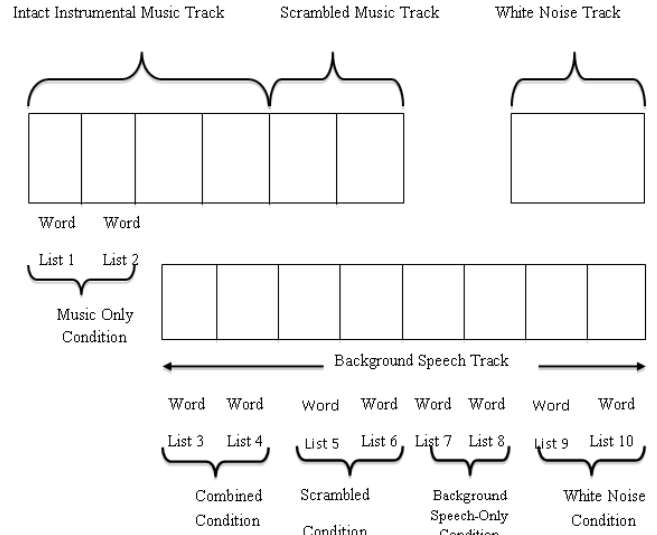 Intact Instrumental Music Track Scrambled Music Track White Noise Track
Word Word
List 1 List 2
Music Only
Condition
Background Speech Track
Word Word Word Word Word Word Word Word
List 3 List 4 List 5 List 6 List 7 List 8 List 9 List 10
Combined Scrambled Background White Noise
Condition Speech-Only Condition
Condition Condition